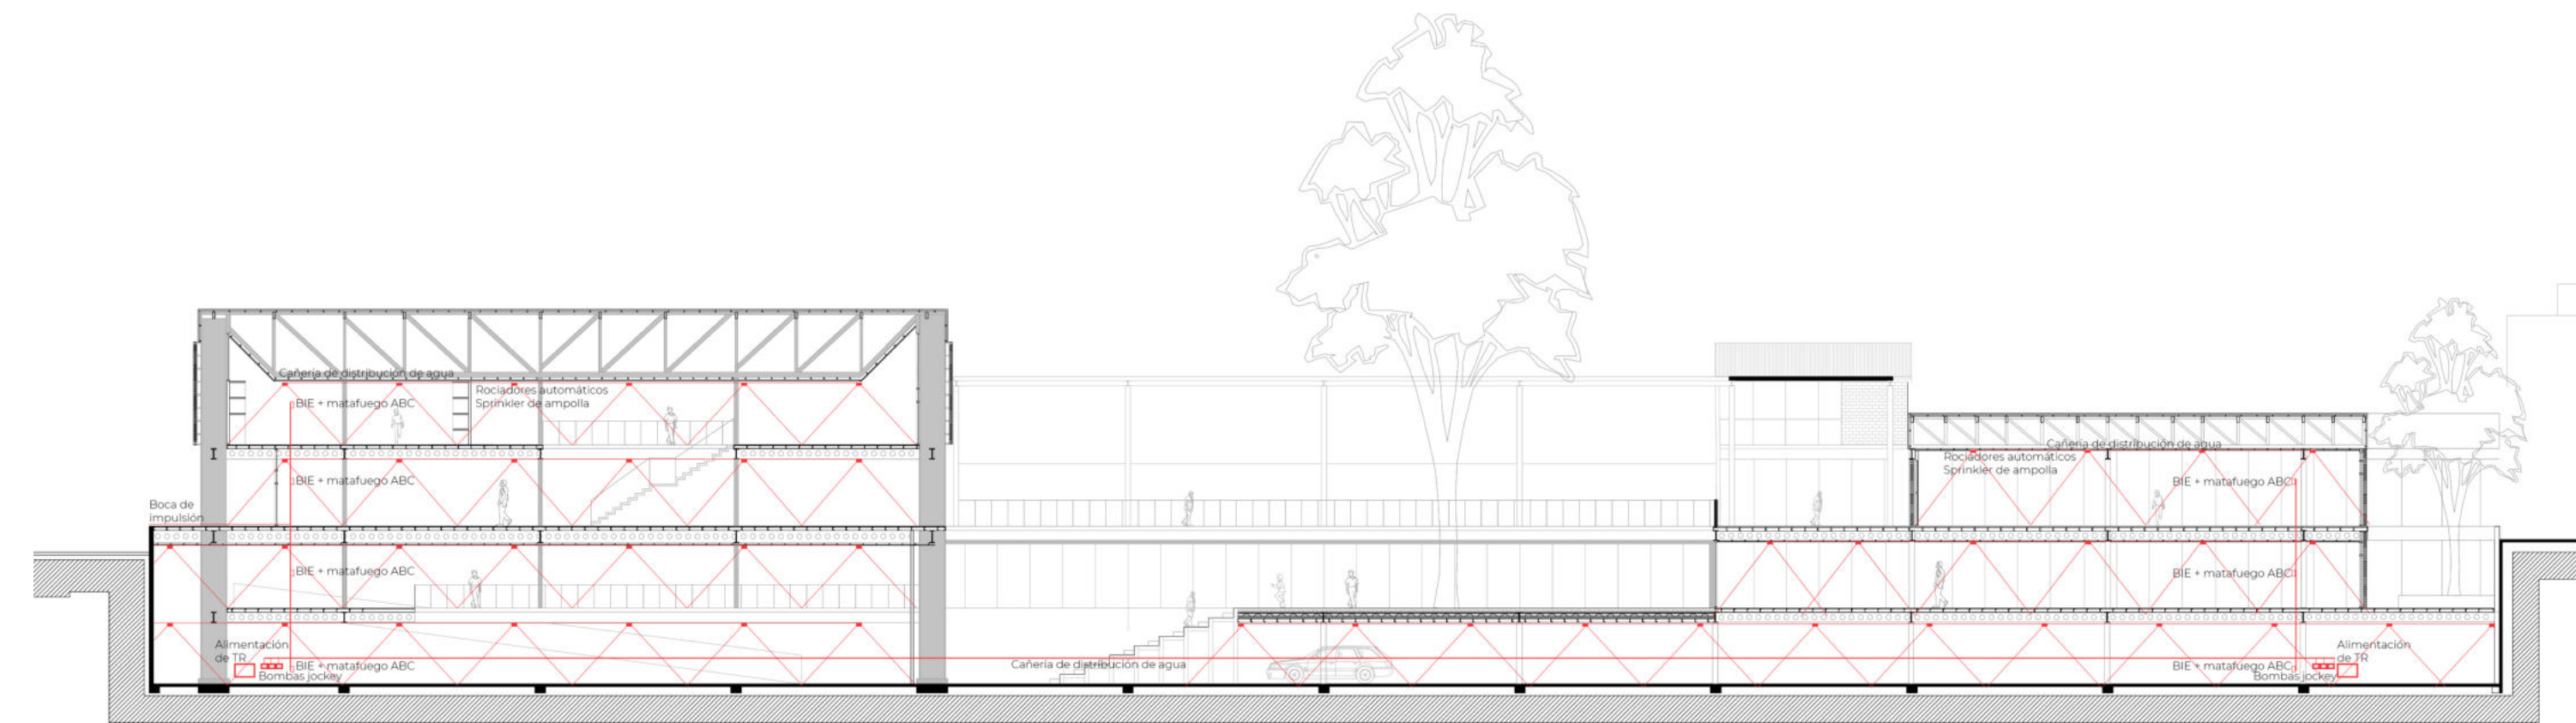 Cañería de distribución de agua
Rociadores automáticos
Sprinkler de ampolla
BIE + matafuego ABC
BIE + matafuego ABC
Boca de
impulsión
BIE + matafuego ABC
Alimentación
de TR
BIE + matafuego ABC
Bombas jockey
Cañería de distribución de agua
Cañería de distribución de agua
Rociadores automáticos
Sprinkler de ampolla
BIE + matafuego ABC
BIE + matafuego ABC
Alimentación
de TR
BIE + matafuego ABC
Bombas jockey